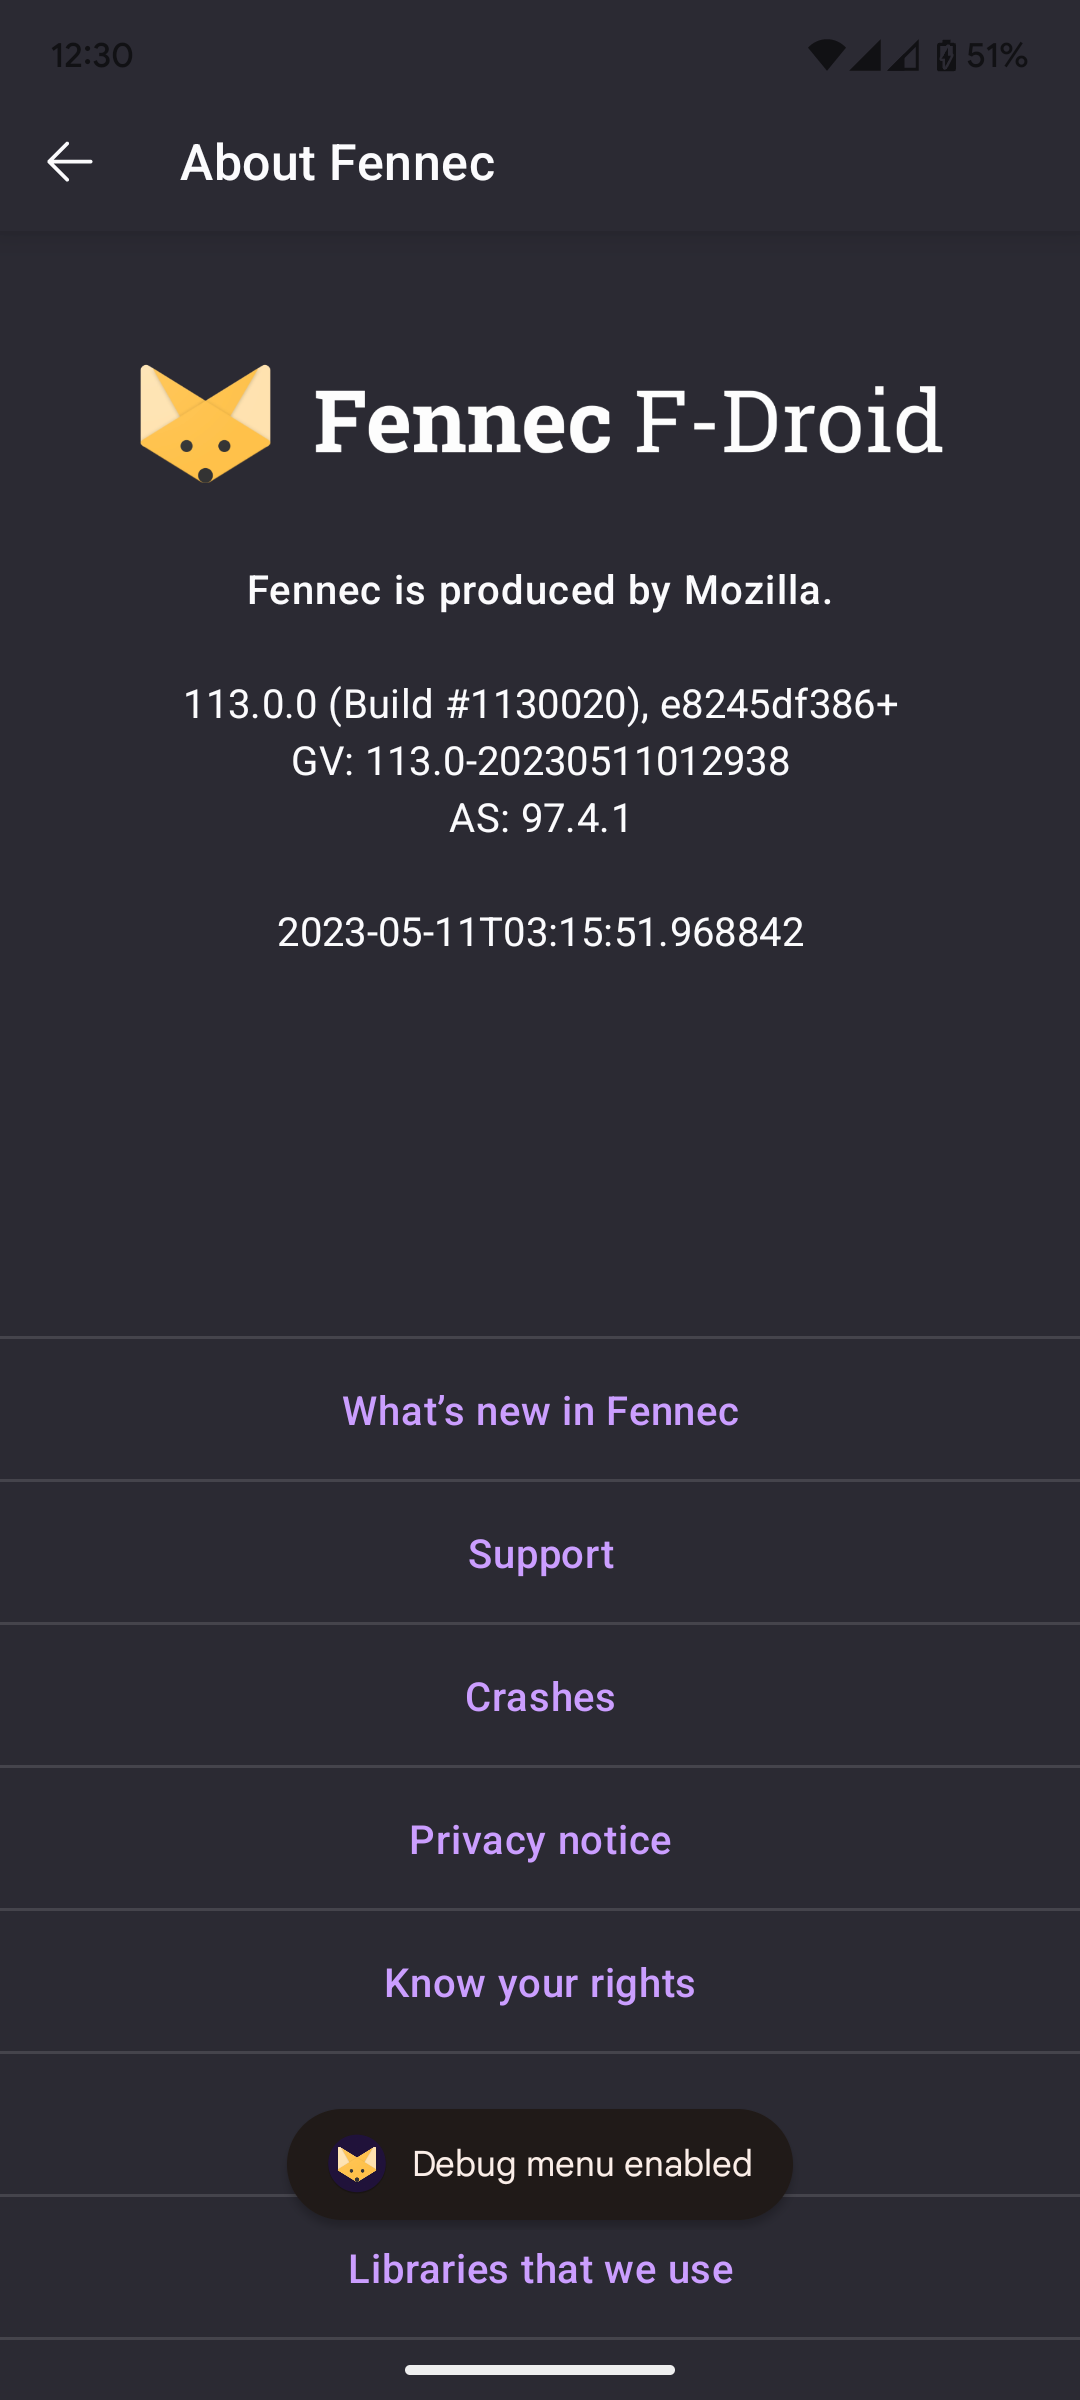 12:30
51%
About Fennec
Fennec F-Droid
Fennec is produced by Mozilla.
113.0.0 (Build #1130020), e8245df386+
GV: 113.0-20230511012938
AS: 97.4.1
2023-05-11T03:15:51.968842
What’s new in Fennec
Support
Crashes
Privacy notice
Know your rights
Debug menu enabled
Libraries that we use